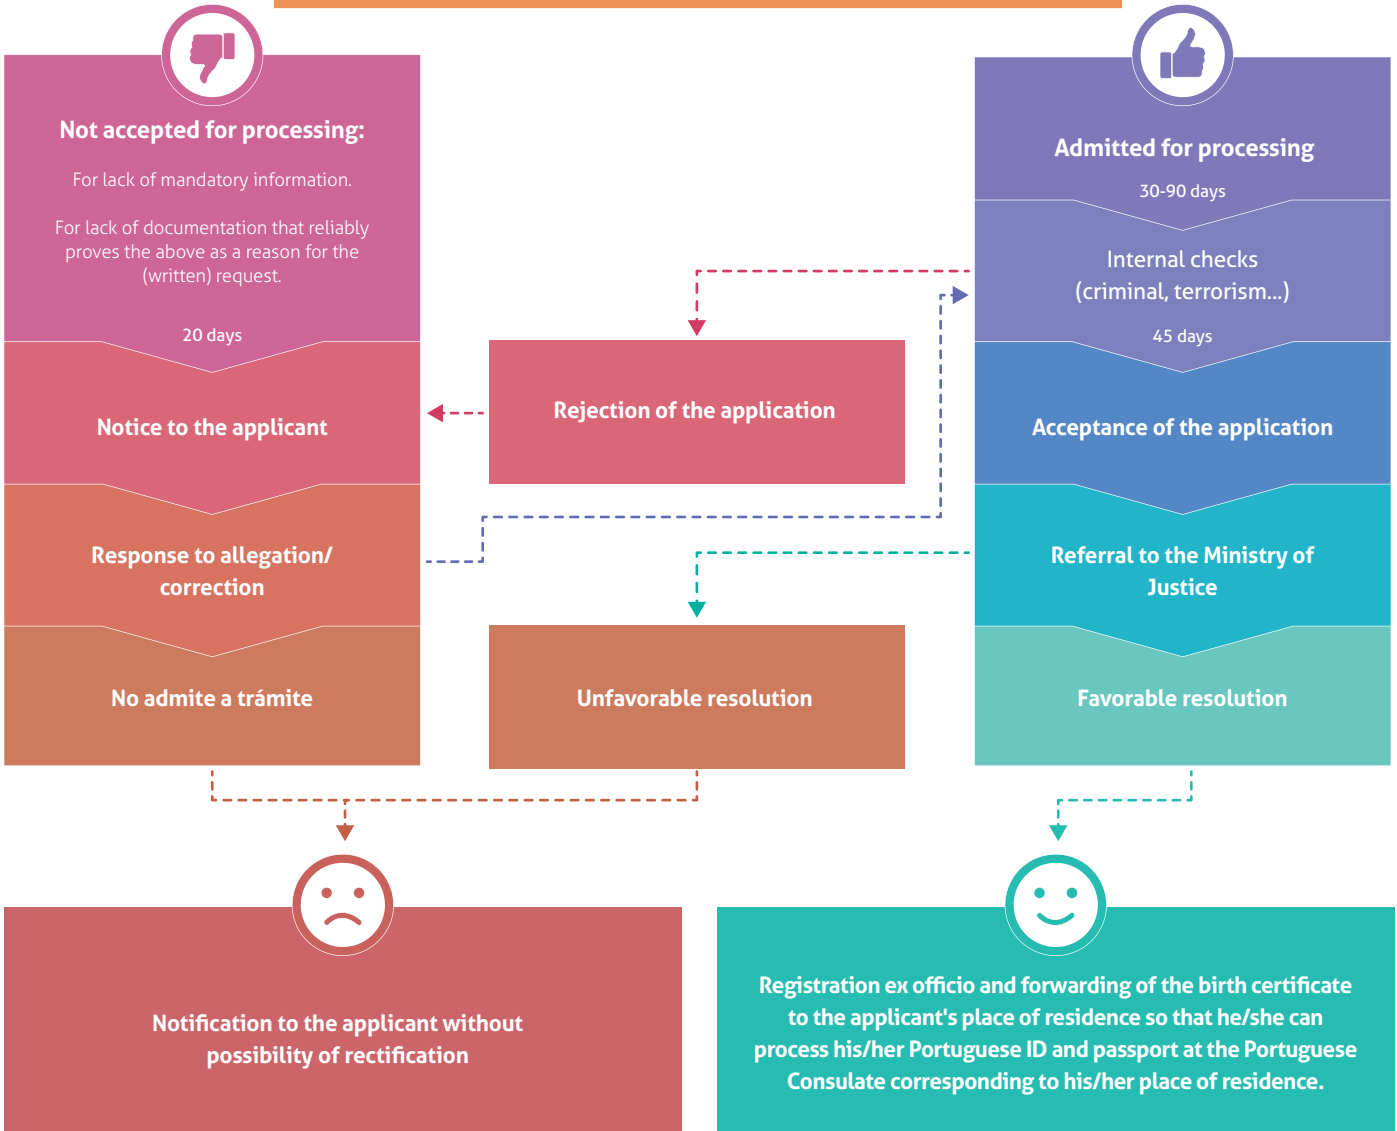 Not accepted for processing:
For lack of mandatory information.
For lack of documentation that reliably
proves the above as a reason for the
(written) request.
20 days
Notice to the applicant
Response to allegation/
correction
No admite a trámite
Rejection of the application
Unfavorable resolution
Admitted for processing
30-90 days
Internal checks
(criminal, terrorism...)
45 days
Acceptance of the application
Referral to the Ministry of
Justice
Favorable resolution
Notification to the applicant without
possibility of rectification
Registration ex officio and forwarding of the birth certificate
to the applicant's place of residence so that he/she can
process his/her Portuguese ID and passport at the Portuguese
Consulate corresponding to his/her place of residence.